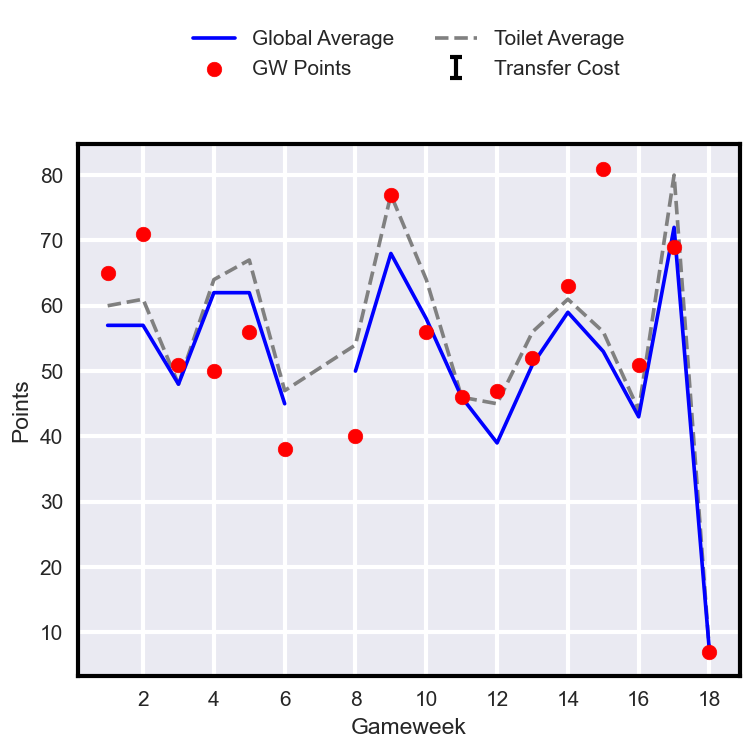 Global Average
Toilet Average
GW Points
Transfer Cost
80
70
60
50
40
30
20
10
Points
2 4 6 8 10 12 14 16 18
Gameweek